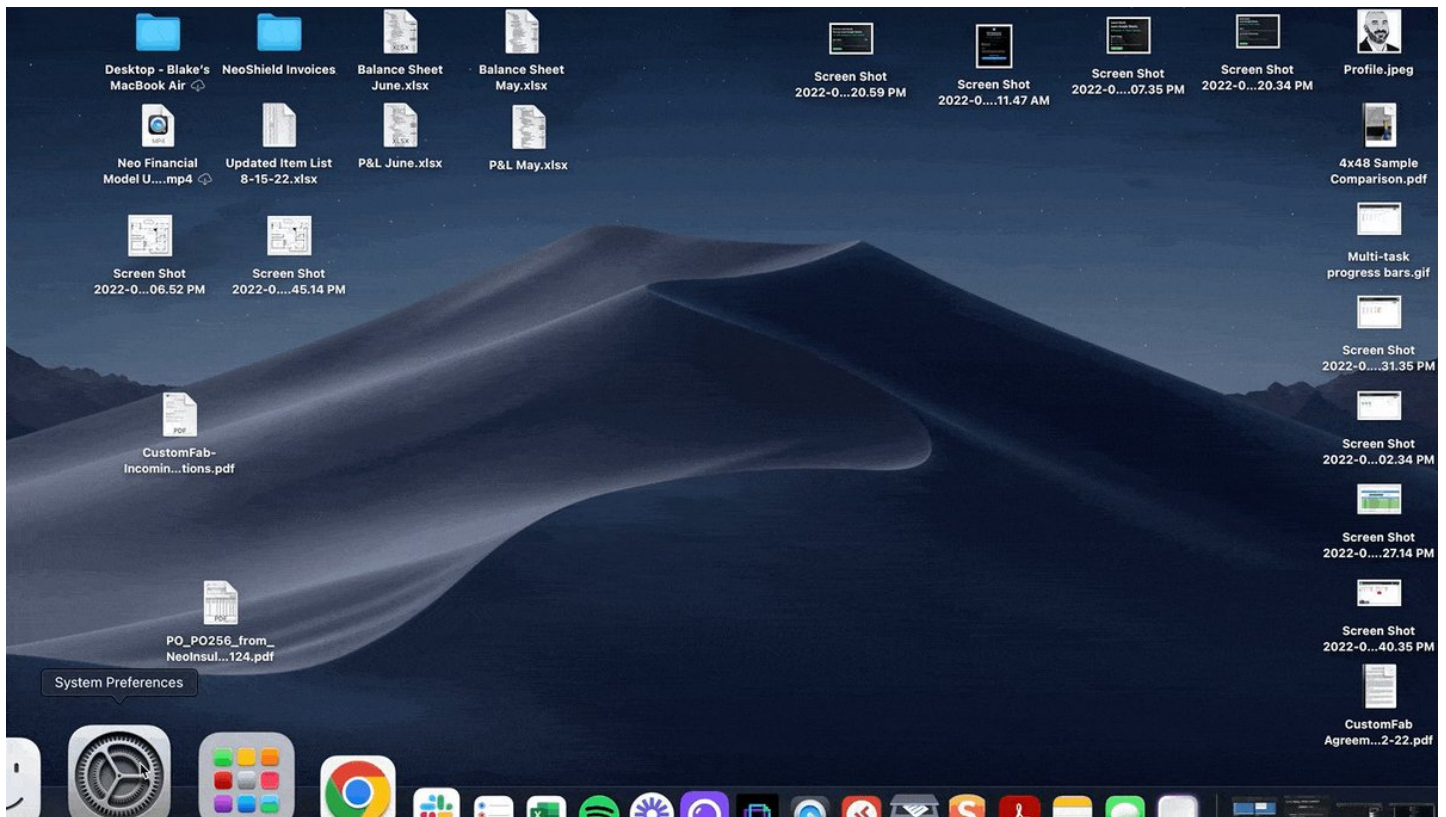 Desktop - Blake's
MacBook Air
NeoShield Invoices
Balance Sheet
June.xlsx
Balance Sheet
May.xlsx
Screen Shot
2022-0...20.59 PM
Screen Shot
2022-0....11.47 AM
Screen Shot
2022-0....07.35 PM
Screen Shot
2022-0...20.34 PM
Profile.jpeg
Neo Financial
Model U....mp4
Updated Item List
8-15-22.xlsx
P&L June.xlsx
P&L May.xlsx
4x48 Sample
Comparison.pdf
Screen Shot
2022-0...06.52 PM
Screen Shot
2022-0....45.14 PM
Multi-task
progress bars.gif
Screen Shot
2022-0....31.35 PM
CustomFab-
Incomin...tions.pdf
Screen Shot
2022-0...02.34 PM
Screen Shot
2022-0....27.14 PM
PO_PO256_from_
NeoInsul...124.pdf
Screen Shot
2022-0...40.35 PM
System Preferences
CustomFab
Agreem...2-22.pdf
XLSX
MP4
XLSX
PDF
PDF